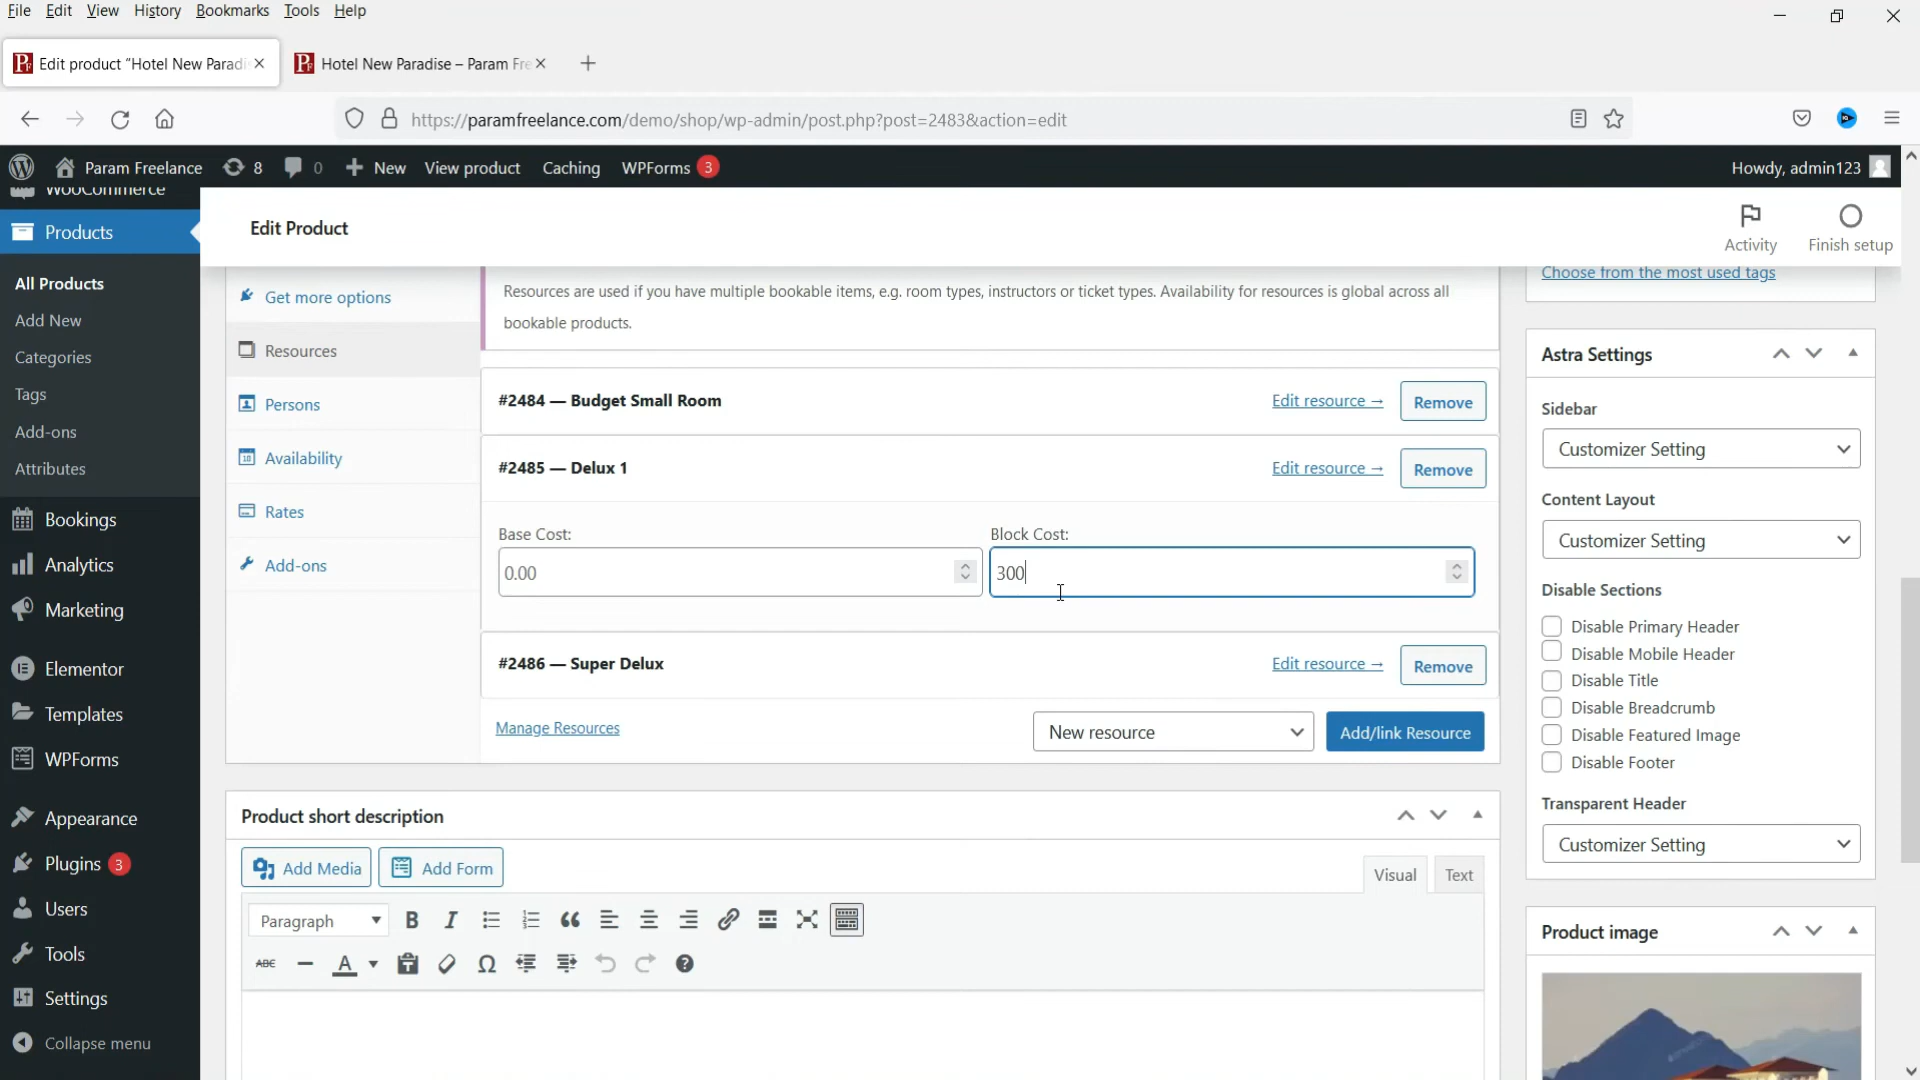 File Edit View History Bookmarks Tools Help
Edit product "Hotel New Paradi
Hotel New Paradise – Param Fre
https://paramfreelance.com/demo/shop/wp-admin/post.php?post=2483&action=edit
Param Freelance 8 0 New View product Caching WPForms 3 Howdy, admin123
WooCommerce
Products
All Products
Add New
Categories
Tags
Add-ons
Attributes
Bookings
Analytics
Marketing
Elementor
Templates
WPForms
Appearance
Plugins 3
Users
Tools
Settings
Collapse menu
Edit Product
Activity
Finish setup
Get more options
Resources
Persons
Availability
Rates
Add-ons
Resources are used if you have multiple bookable items, e.g. room types, instructors or ticket types. Availability for resources is global across all
bookable products.
#2484 — Budget Small Room Edit resource → Remove
#2485 — Delux 1 Edit resource → Remove
Base Cost: Block Cost:
0.00 300
#2486 — Super Delux Edit resource → Remove
Manage Resources New resource Add/link Resource
Product short description
Add Media Add Form
Visual Text
Paragraph B I
ABC A
Choose from the most used tags
Astra Settings
Sidebar
Customizer Setting
Content Layout
Customizer Setting
Disable Sections
Disable Primary Header
Disable Mobile Header
Disable Title
Disable Breadcrumb
Disable Featured Image
Disable Footer
Transparent Header
Customizer Setting
Product image